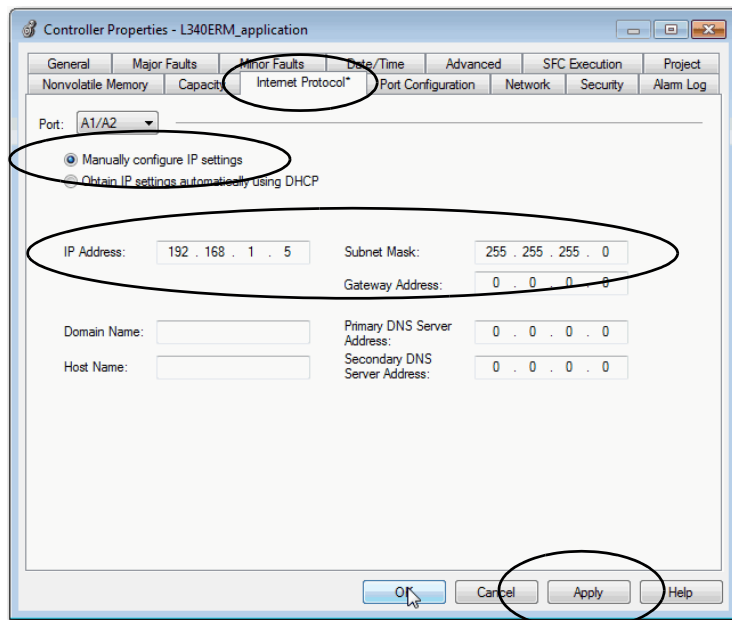 Controller Properties - L340ERM_application
General Major Faults Minor Faults Date/Time Advanced SFC Execution Project
Nonvolatile Memory Capacity Internet Protocol* Port Configuration Network Security Alarm Log
Port: A1/A2
Manually configure IP settings
Obtain IP settings automatically using DHCP
IP Address: 192 . 168 . 1 . 5 Subnet Mask: 255 . 255 . 255 . 0
Gateway Address: 0 . 0 . 0 . 0
Domain Name: Primary DNS Server Address: 0 . 0 . 0 . 0
Host Name: Secondary DNS Server Address: 0 . 0 . 0 . 0
OK Cancel Apply Help